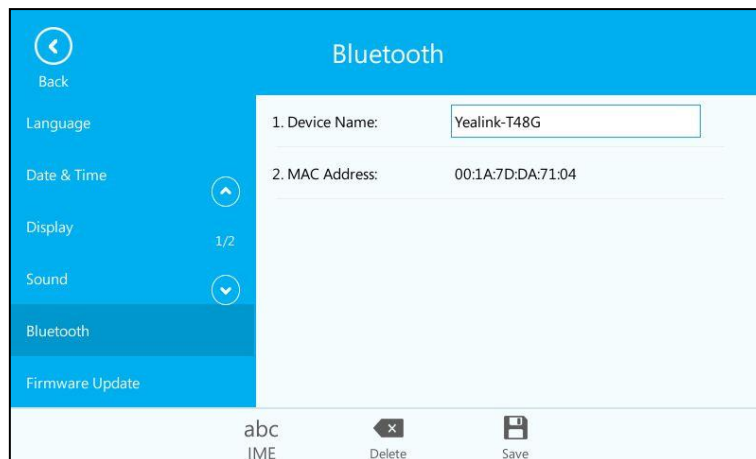 Bluetooth
Back
Language
Date & Time
Display
1/2
Sound
Bluetooth
Firmware Update
1. Device Name: Yealink-T48G
2. MAC Address: 00:1A:7D:DA:71:04
abc
IME Delete Save